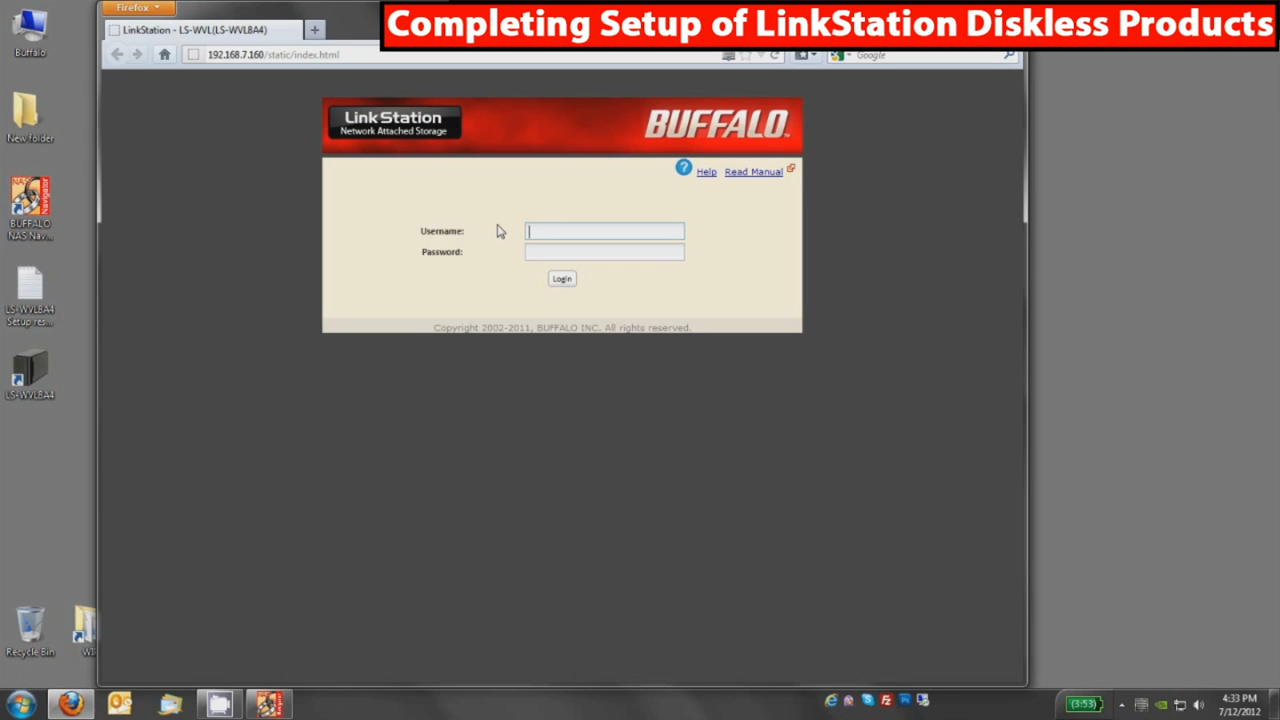 Completing Setup of LinkStation Diskless Products
Firefox
LinkStation - LS-WVL(LS-WVL8A4)
192.168.7.160/static/index.html
Google
LinkStation
Network Attached Storage
BUFFALO
Help Read Manual
Username:
Password:
Login
Copyright 2002-2011, BUFFALO INC. All rights reserved.
Buffalo
New folder
BUFFALO
NAS Navi...
LS-WVL8A4
Setup res...
LS-WVL8A4
Recycle Bin
(3:53)
4:33 PM
7/12/2012